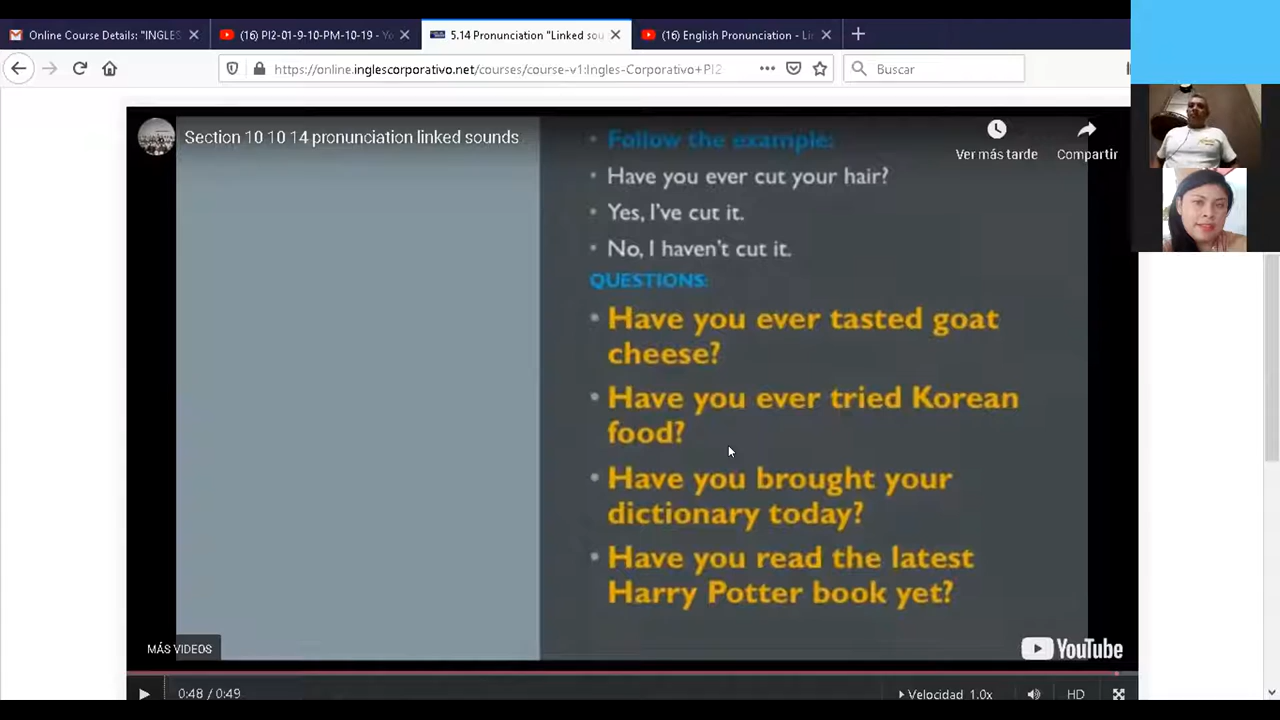 Online Course Details: "INGLES
(16) PI2-01-9-10-PM-10-19 - Yo
5.14 Pronunciation "Linked sou
(16) English Pronunciation - Li
https://online.inglescorporativo.net/courses/course-v1:Ingles-Corporativo+PI2
Buscar
Section 10 10 14 pronunciation linked sounds
Ver más tarde
Compartir
• Follow the example:
• Have you ever cut your hair?
• Yes, I've cut it.
• No, I haven't cut it.
QUESTIONS:
• Have you ever tasted goat
cheese?
• Have you ever tried Korean
food?
• Have you brought your
dictionary today?
• Have you read the latest
Harry Potter book yet?
MÁS VIDEOS
YouTube
0:48 / 0:49
Velocidad 1.0x
HD